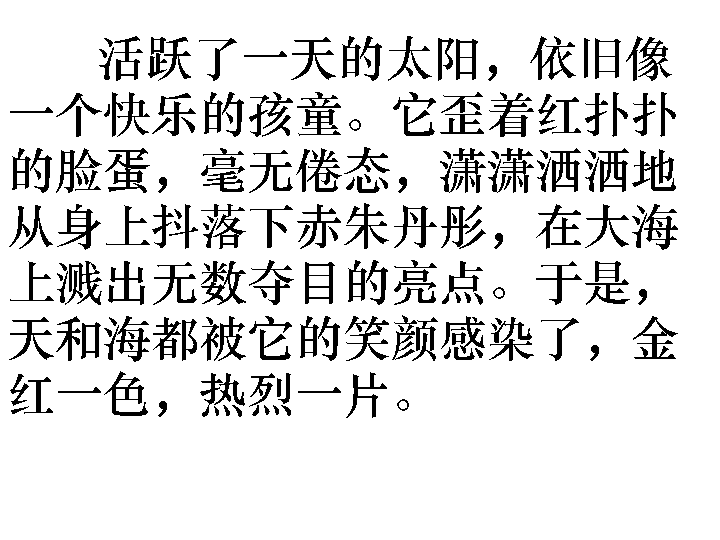 活跃了一天的太阳，依旧像
一个快乐的孩童。它歪着红扑扑
的脸蛋，毫无倦态，潇潇洒洒地
从身上抖落下赤朱丹彤，在大海
上溅出无数夺目的亮点。于是，
天和海都被它的笑颜感染了，金
红一色，热烈一片。